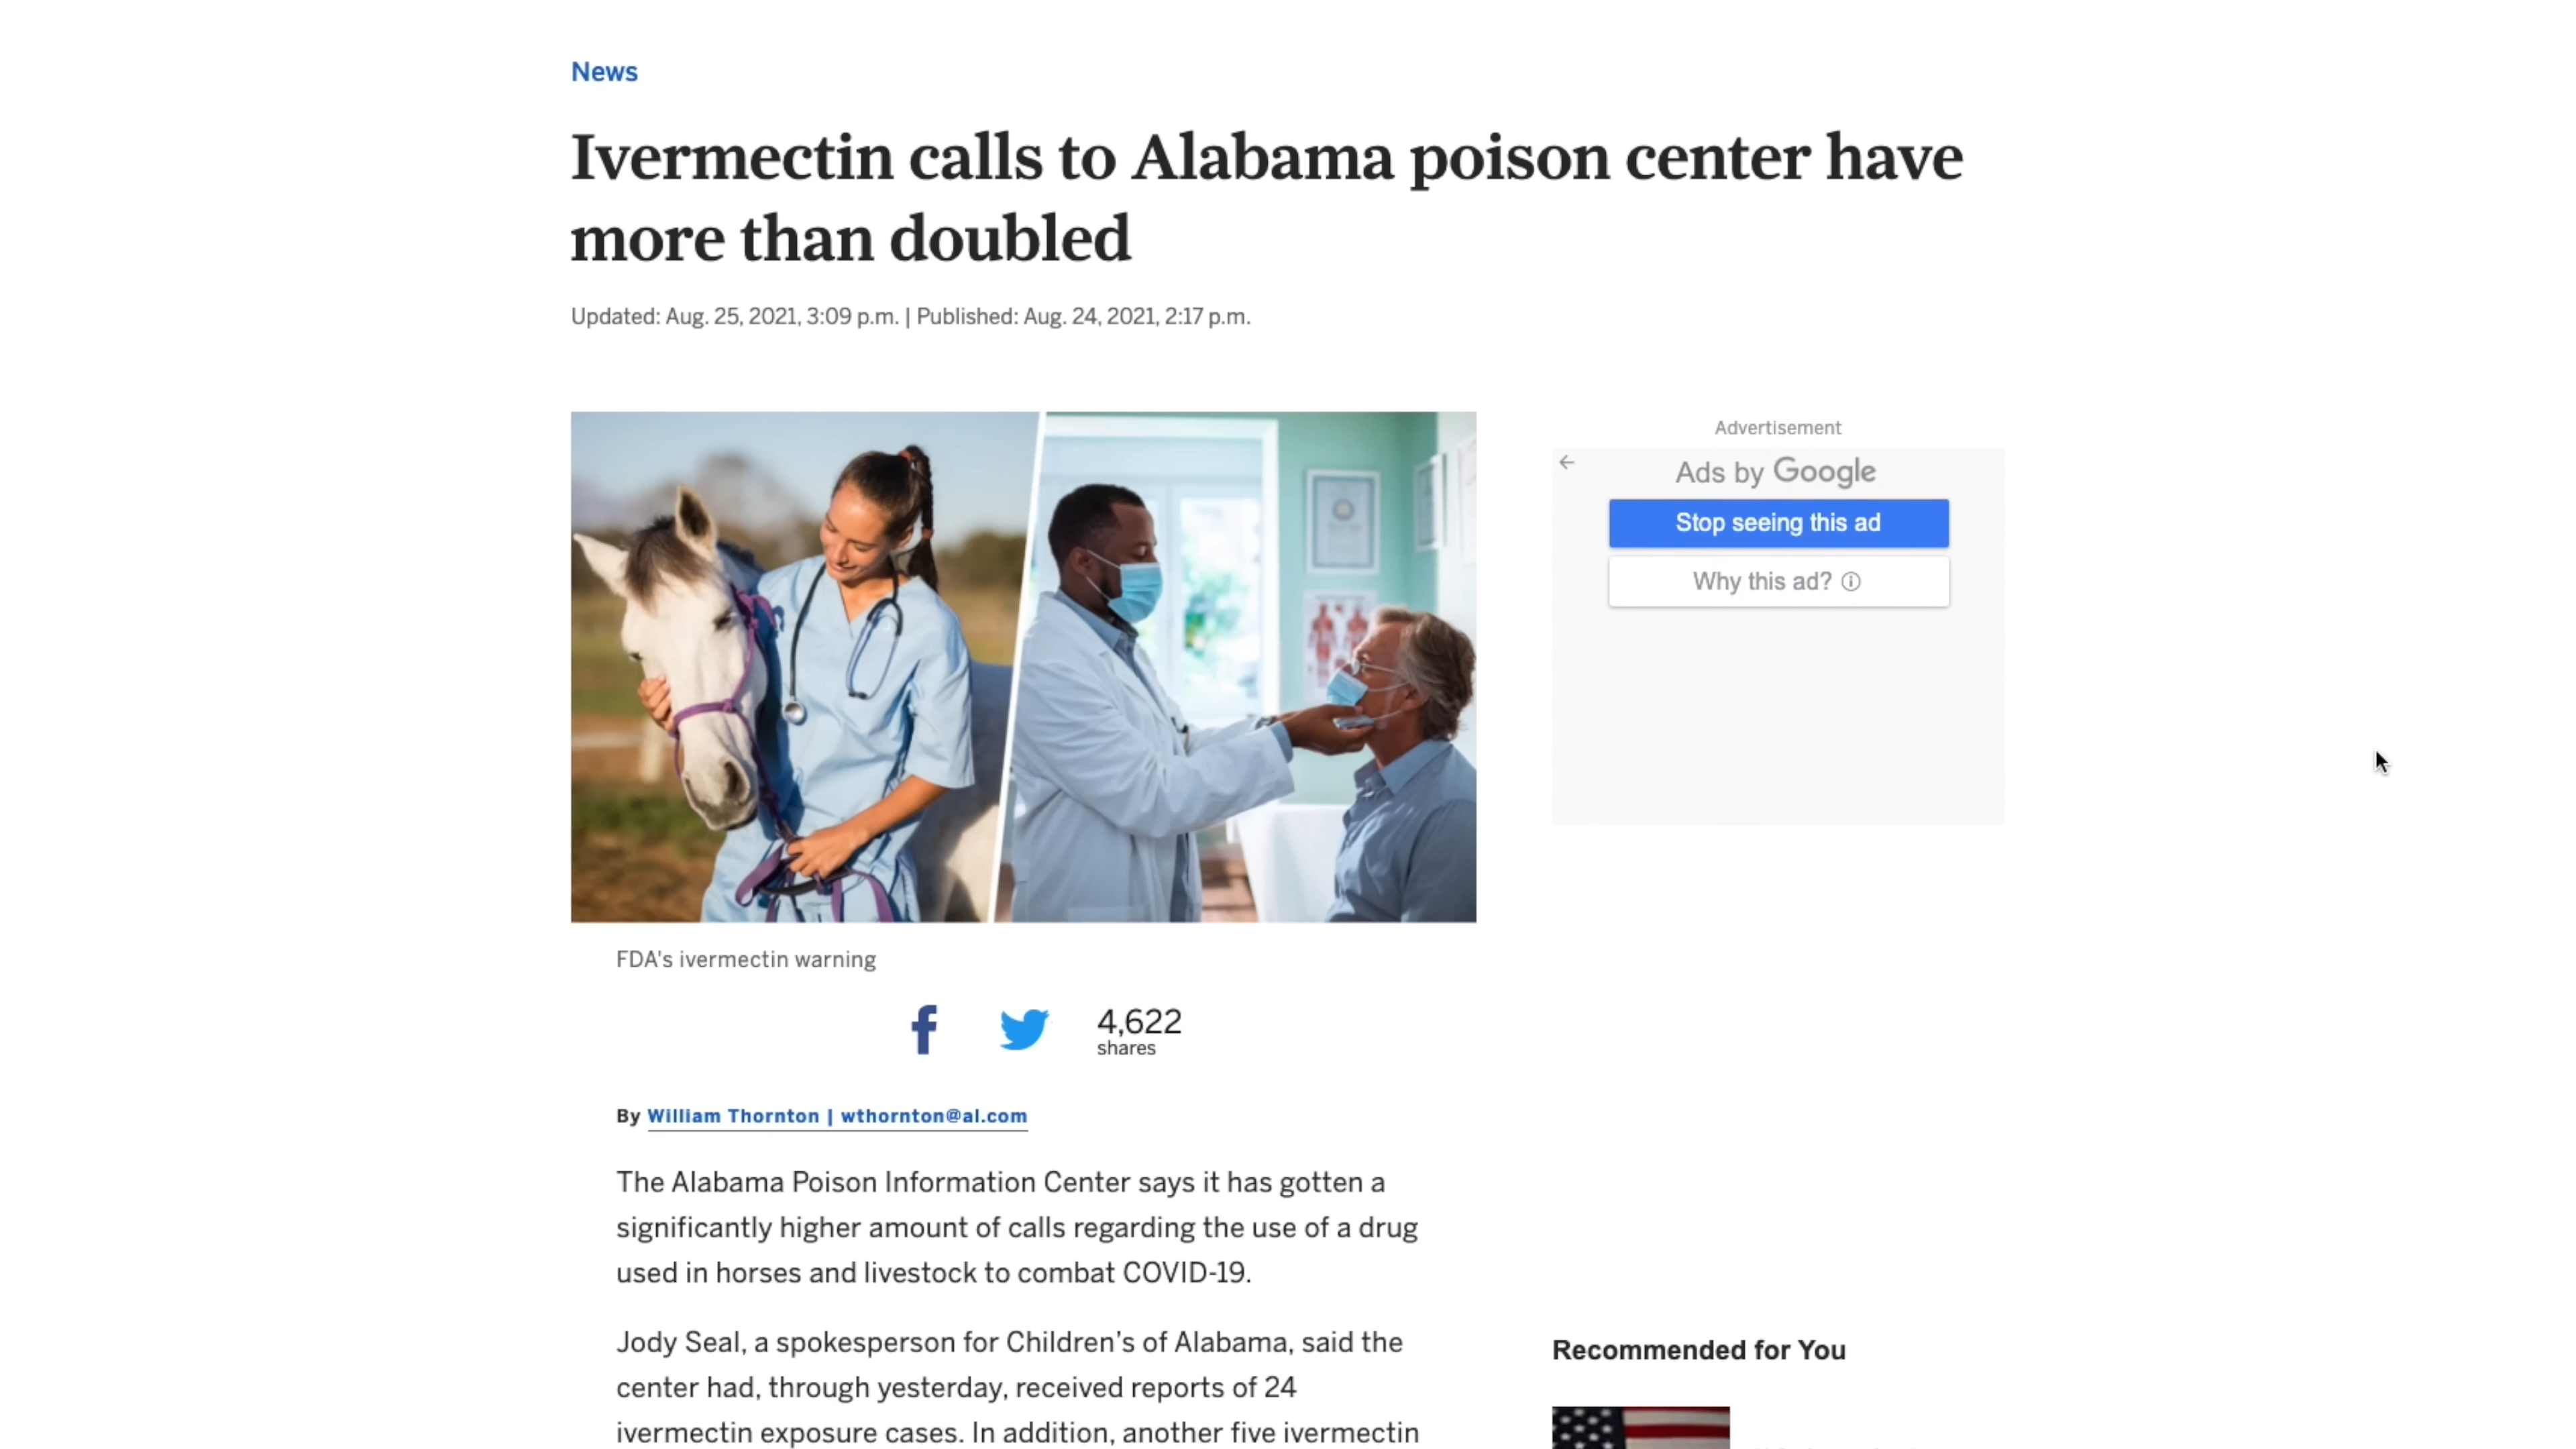 News
Ivermectin calls to Alabama poison center have
more than doubled
Updated: Aug. 25, 2021, 3:09 p.m. | Published: Aug. 24, 2021, 2:17 p.m.
Advertisement
Ads by Google
Stop seeing this ad
Why this ad?
FDA's ivermectin warning
4,622
shares
By William Thornton | wthornton@al.com
The Alabama Poison Information Center says it has gotten a
significantly higher amount of calls regarding the use of a drug
used in horses and livestock to combat COVID-19.
Jody Seal, a spokesperson for Children’s of Alabama, said the
center had, through yesterday, received reports of 24
ivermectin exposure cases. In addition, another five ivermectin
Recommended for You